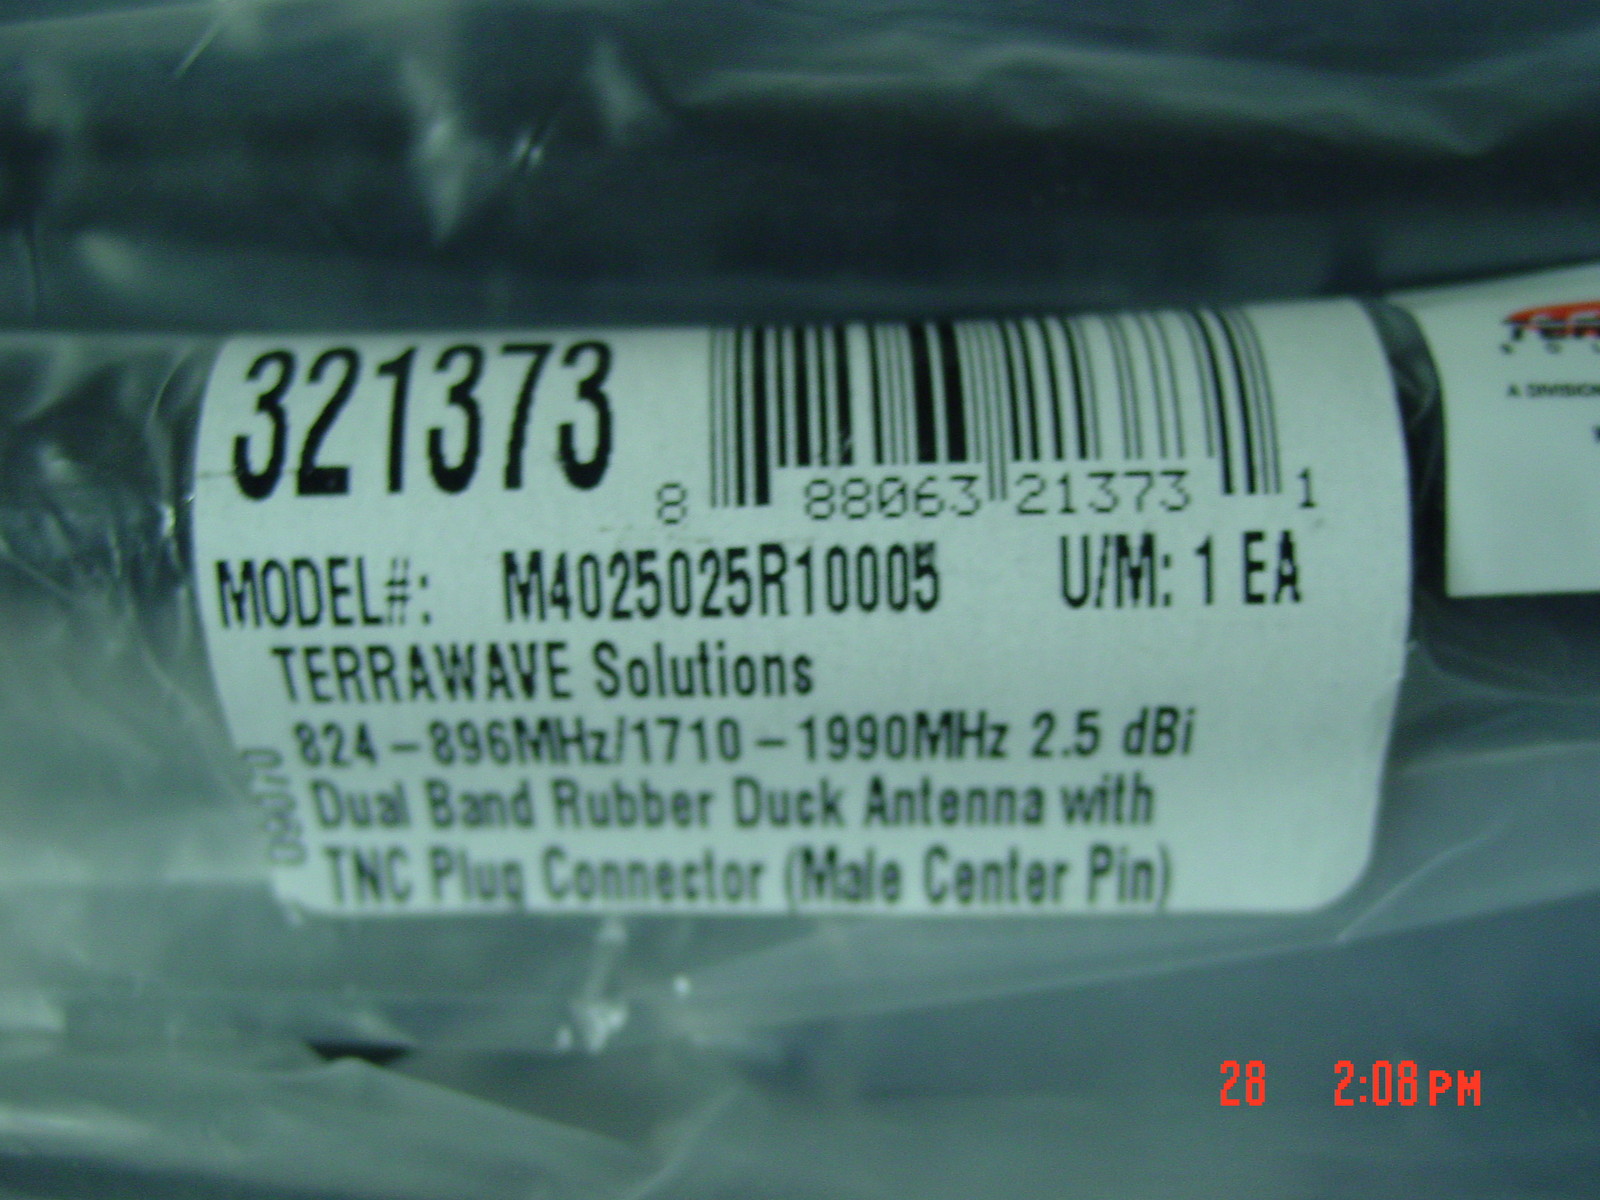 321373
8 88063 21373 1
MODEL#: M4025025R10005 U/M: 1 EA
TERRAWAVE Solutions
824-896MHz/1710-1990MHz 2.5 dBi
Dual Band Rubber Duck Antenna with
TNC Plug Connector (Male Center Pin)
A DIVISION
28 2:08 PM